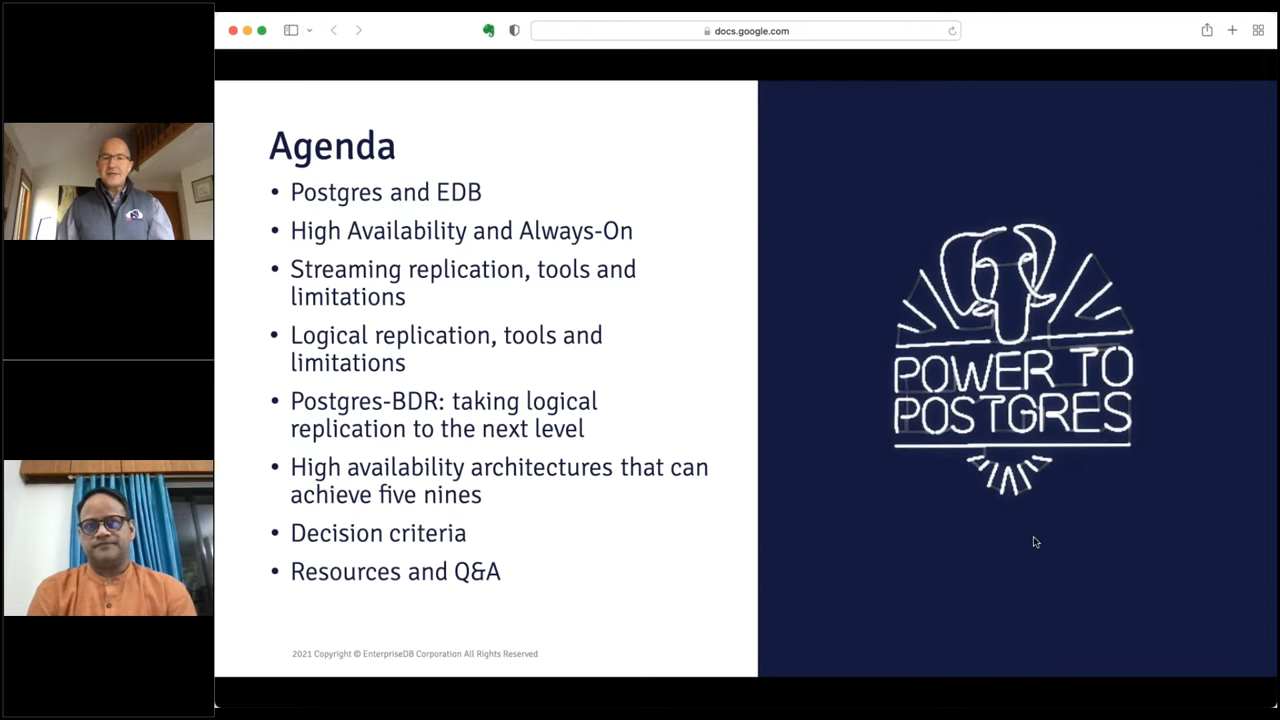 docs.google.com
Agenda
• Postgres and EDB
• High Availability and Always-On
• Streaming replication, tools and
limitations
• Logical replication, tools and
limitations
• Postgres-BDR: taking logical
replication to the next level
• High availability architectures that can
achieve five nines
• Decision criteria
• Resources and Q&A
POWER TO
POSTGRES
2021 Copyright © EnterpriseDB Corporation All Rights Reserved